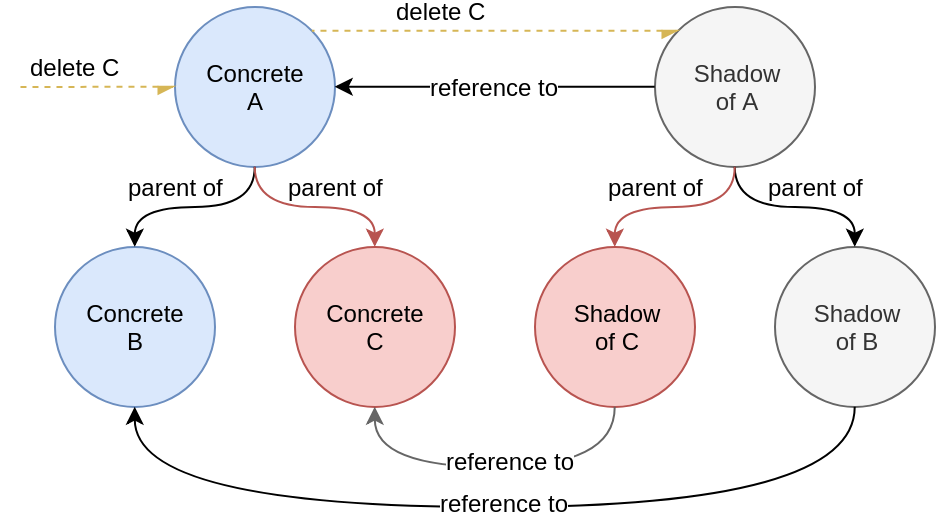 delete C
delete C
Concrete
A
reference to
Shadow
of A
parent of
parent of
parent of
parent of
Concrete
B
Concrete
C
Shadow
of C
Shadow
of B
reference to
reference to